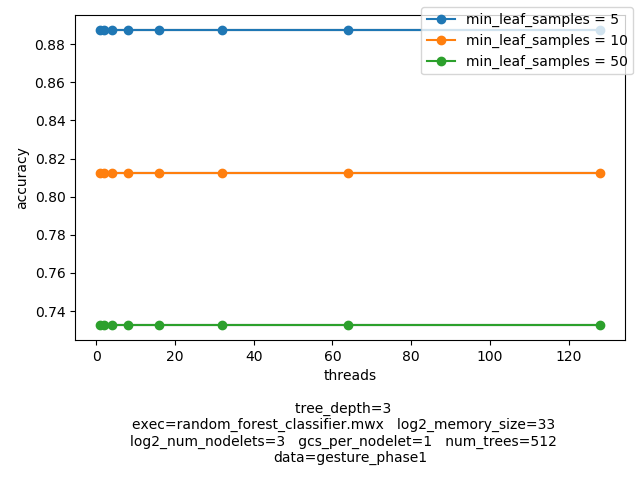 min_leaf_samples = 5
min_leaf_samples = 10
min_leaf_samples = 50
0.88
0.86
0.84
0.82
0.80
0.78
0.76
0.74
accuracy
0 20 40 60 80 100 120
threads
tree_depth=3
exec=random_forest_classifier.mwx log2_memory_size=33
log2_num_nodelets=3 gcs_per_nodelet=1 num_trees=512
data=gesture_phase1